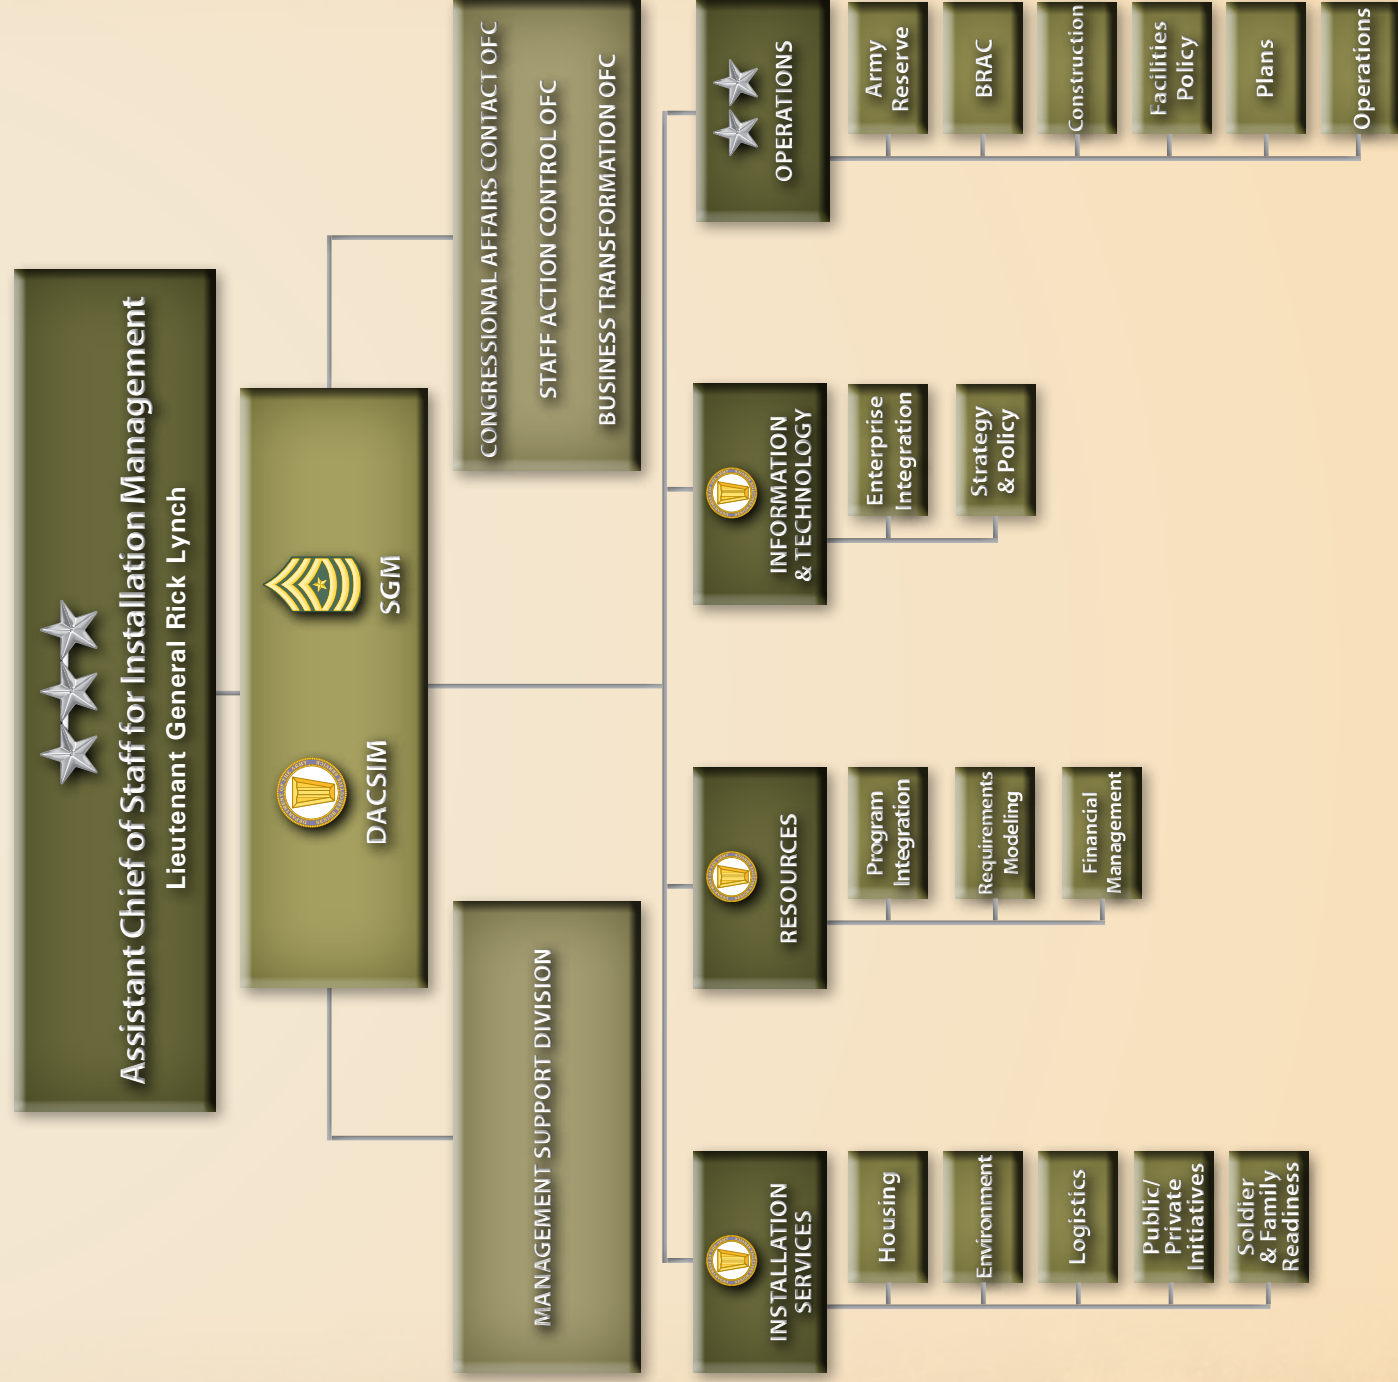 Assistant Chief of Staff for Installation Management
Lieutenant General Rick Lynch
DACSIM
SGM
MANAGEMENT SUPPORT DIVISION
CONGRESSIONAL AFFAIRS CONTACT OFC
STAFF ACTION CONTROL OFC
BUSINESS TRANSFORMATION OFC
INSTALLATION
SERVICES
Housing
Environment
Logistics
Public/
Private
Initiatives
Soldier
& Family
Readiness
RESOURCES
Program
Integration
Requirements
Modeling
Financial
Management
INFORMATION
& TECHNOLOGY
Enterprise
Integration
Strategy
& Policy
OPERATIONS
Army
Reserve
BRAC
Construction
Facilities
Policy
Plans
Operations